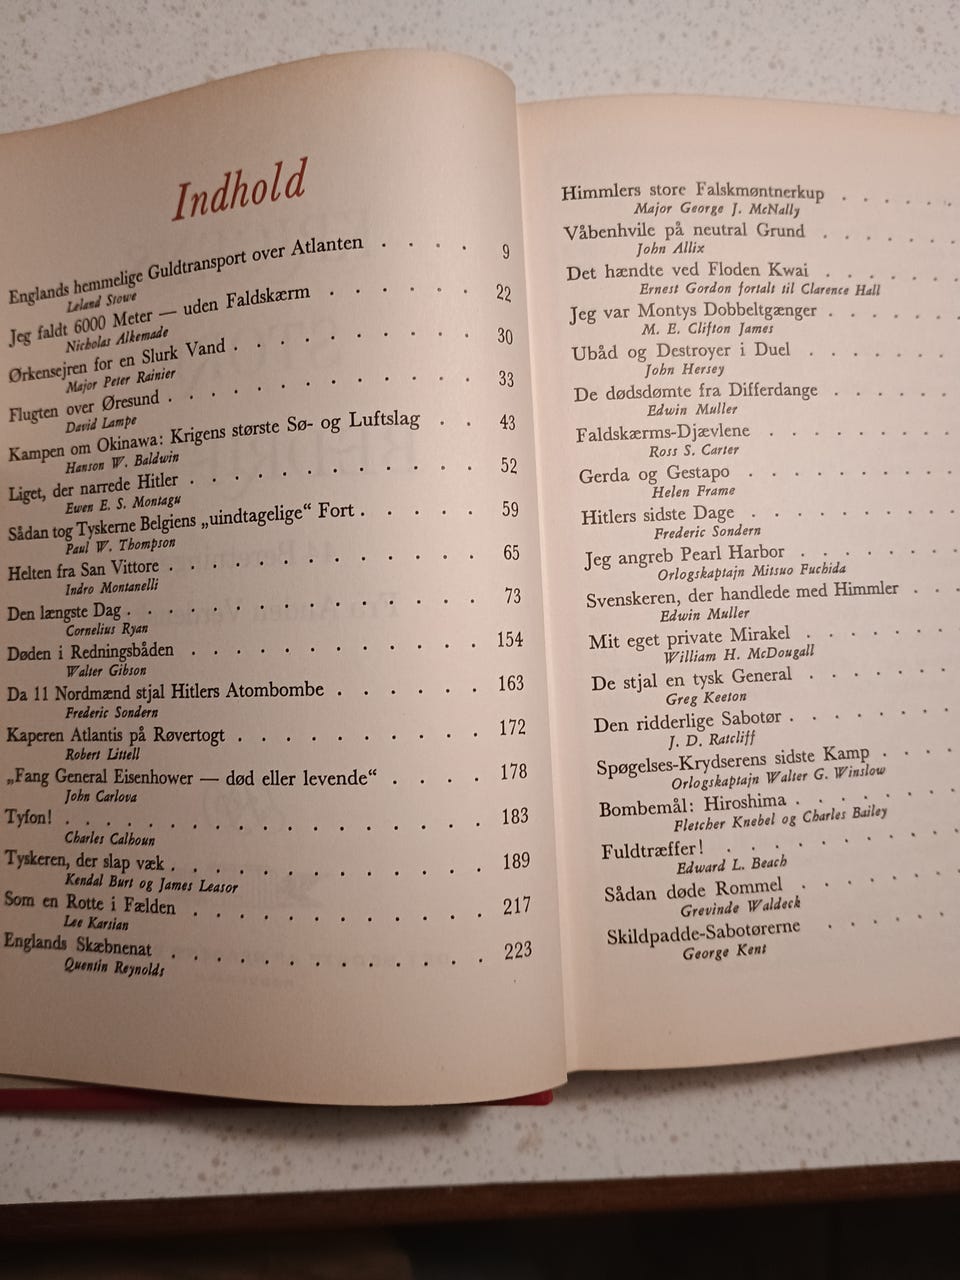 Indhold
Englands hemmelige Guldtransport over Atlanten . . . . 9
Leland Stowe
Jeg faldt 6000 Meter — uden Faldskærm . . . . . 22
Nicholas Alkemade
Ørkensejren for en Slurk Vand . . . . . . . . 30
Major Peter Rainier
Flugten over Øresund . . . . . . . . . . . 33
David Lampe
Kampen om Okinawa: Krigens største Sø- og Luftslag . . 43
Hanson W. Baldwin
Liget, der narrede Hitler . . . . . . . . . . 52
Ewen E. S. Montagu
Sådan tog Tyskerne Belgiens „uindtagelige“ Fort . . . . . 59
Paul W. Thompson
Helten fra San Vittore . . . . . . . . . . . 65
Indro Montanelli
Den længste Dag . . . . . . . . . . . . . 73
Cornelius Ryan
Døden i Redningsbåden . . . . . . . . . . 154
Walter Gibson
Da 11 Nordmænd stjal Hitlers Atombombe . . . . . 163
Frederic Sondern
Kaperen Atlantis på Røvertogt . . . . . . . . 172
Robert Littell
„Fang General Eisenhower — død eller levende“ . . . . 178
John Carlova
Tyfon! . . . . . . . . . . . . . . . 183
Charles Calhoun
Tyskeren, der slap væk . . . . . . . . . . . 189
Kendal Burt og James Leasor
Som en Rotte i Fælden . . . . . . . . . . 217
Lee Karsian
Englands Skæbnenat . . . . . . . . . . . 223
Quentin Reynolds
Himmlers store Falskmøntnerkup . . . .
Major George J. McNally
Våbenhvile på neutral Grund . . . . .
John Allix
Det hændte ved Floden Kwai . . . . .
Ernest Gordon fortalt til Clarence Hall
Jeg var Montys Dobbeltgænger . . . . .
M. E. Clifton James
Ubåd og Destroyer i Duel . . . . . .
John Hersey
De dødsdømte fra Differdange . . . . .
Edwin Muller
Faldskærms-Djævlene . . . . . . .
Ross S. Carter
Gerda og Gestapo . . . . . . . .
Helen Frame
Hitlers sidste Dage . . . . . . . .
Frederic Sondern
Jeg angreb Pearl Harbor . . . . . .
Orlogskaptajn Mitsuo Fuchida
Svenskeren, der handlede med Himmler . . .
Edwin Muller
Mit eget private Mirakel . . . . . .
William H. McDougall
De stjal en tysk General . . . . . .
Greg Keeton
Den ridderlige Sabotør . . . . . . .
J. D. Ratcliff
Spøgelses-Krydserens sidste Kamp . . . .
Orlogskaptajn Walter G. Winslow
Bombemål: Hiroshima . . . . . . .
Fletcher Knebel og Charles Bailey
Fuldtræffer! . . . . . . . . .
Edward L. Beach
Sådan døde Rommel . . . . . . .
Grevinde Waldeck
Skildpadde-Sabotørerne . . . . . .
George Kent